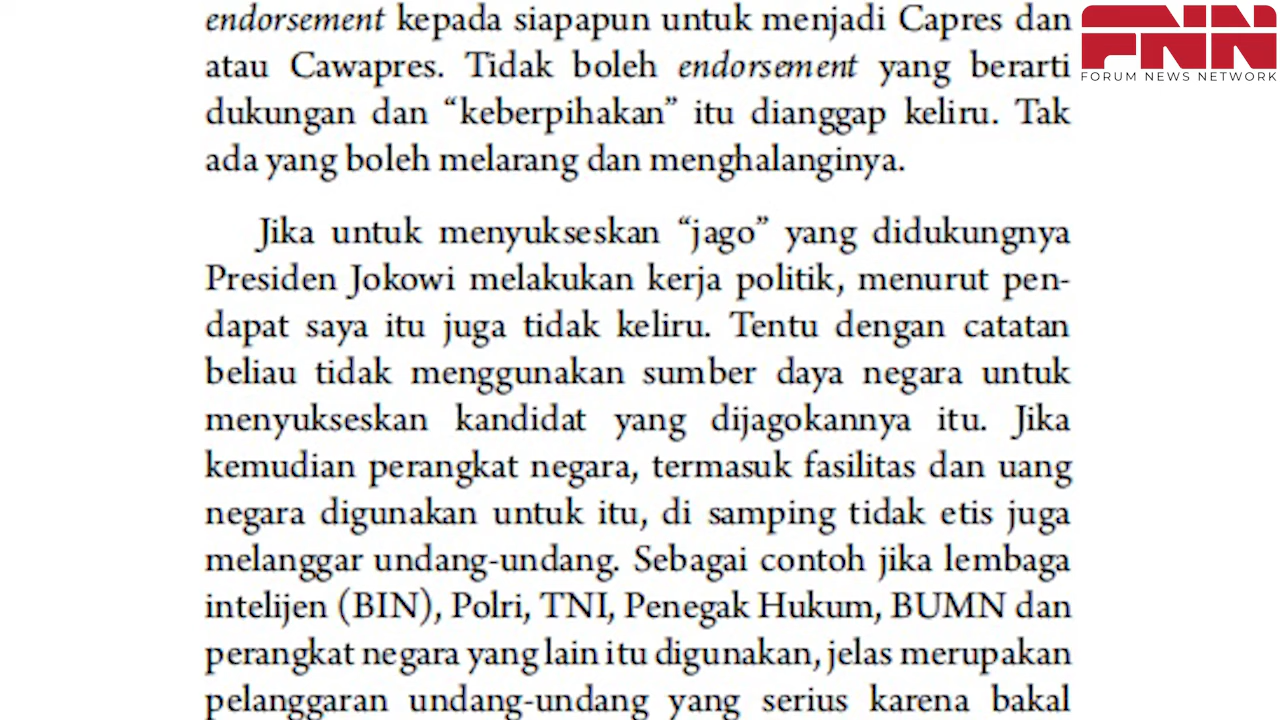 endorsement kepada siapapun untuk menjadi Capres dan
atau Cawapres. Tidak boleh endorsement yang berarti
dukungan dan “keberpihakan” itu dianggap keliru. Tak
ada yang boleh melarang dan menghalanginya.
Jika untuk menyukseskan “jago” yang didukungnya
Presiden Jokowi melakukan kerja politik, menurut pen-
dapat saya itu juga tidak keliru. Tentu dengan catatan
beliau tidak menggunakan sumber daya negara untuk
menyukseskan kandidat yang dijagokannya itu. Jika
kemudian perangkat negara, termasuk fasilitas dan uang
negara digunakan untuk itu, di samping tidak etis juga
melanggar undang-undang. Sebagai contoh jika lembaga
intelijen (BIN), Polri, TNI, Penegak Hukum, BUMN dan
perangkat negara yang lain itu digunakan, jelas merupakan
pelanggaran undang-undang yang serius karena bakal
FNN
FORUM NEWS NETWORK